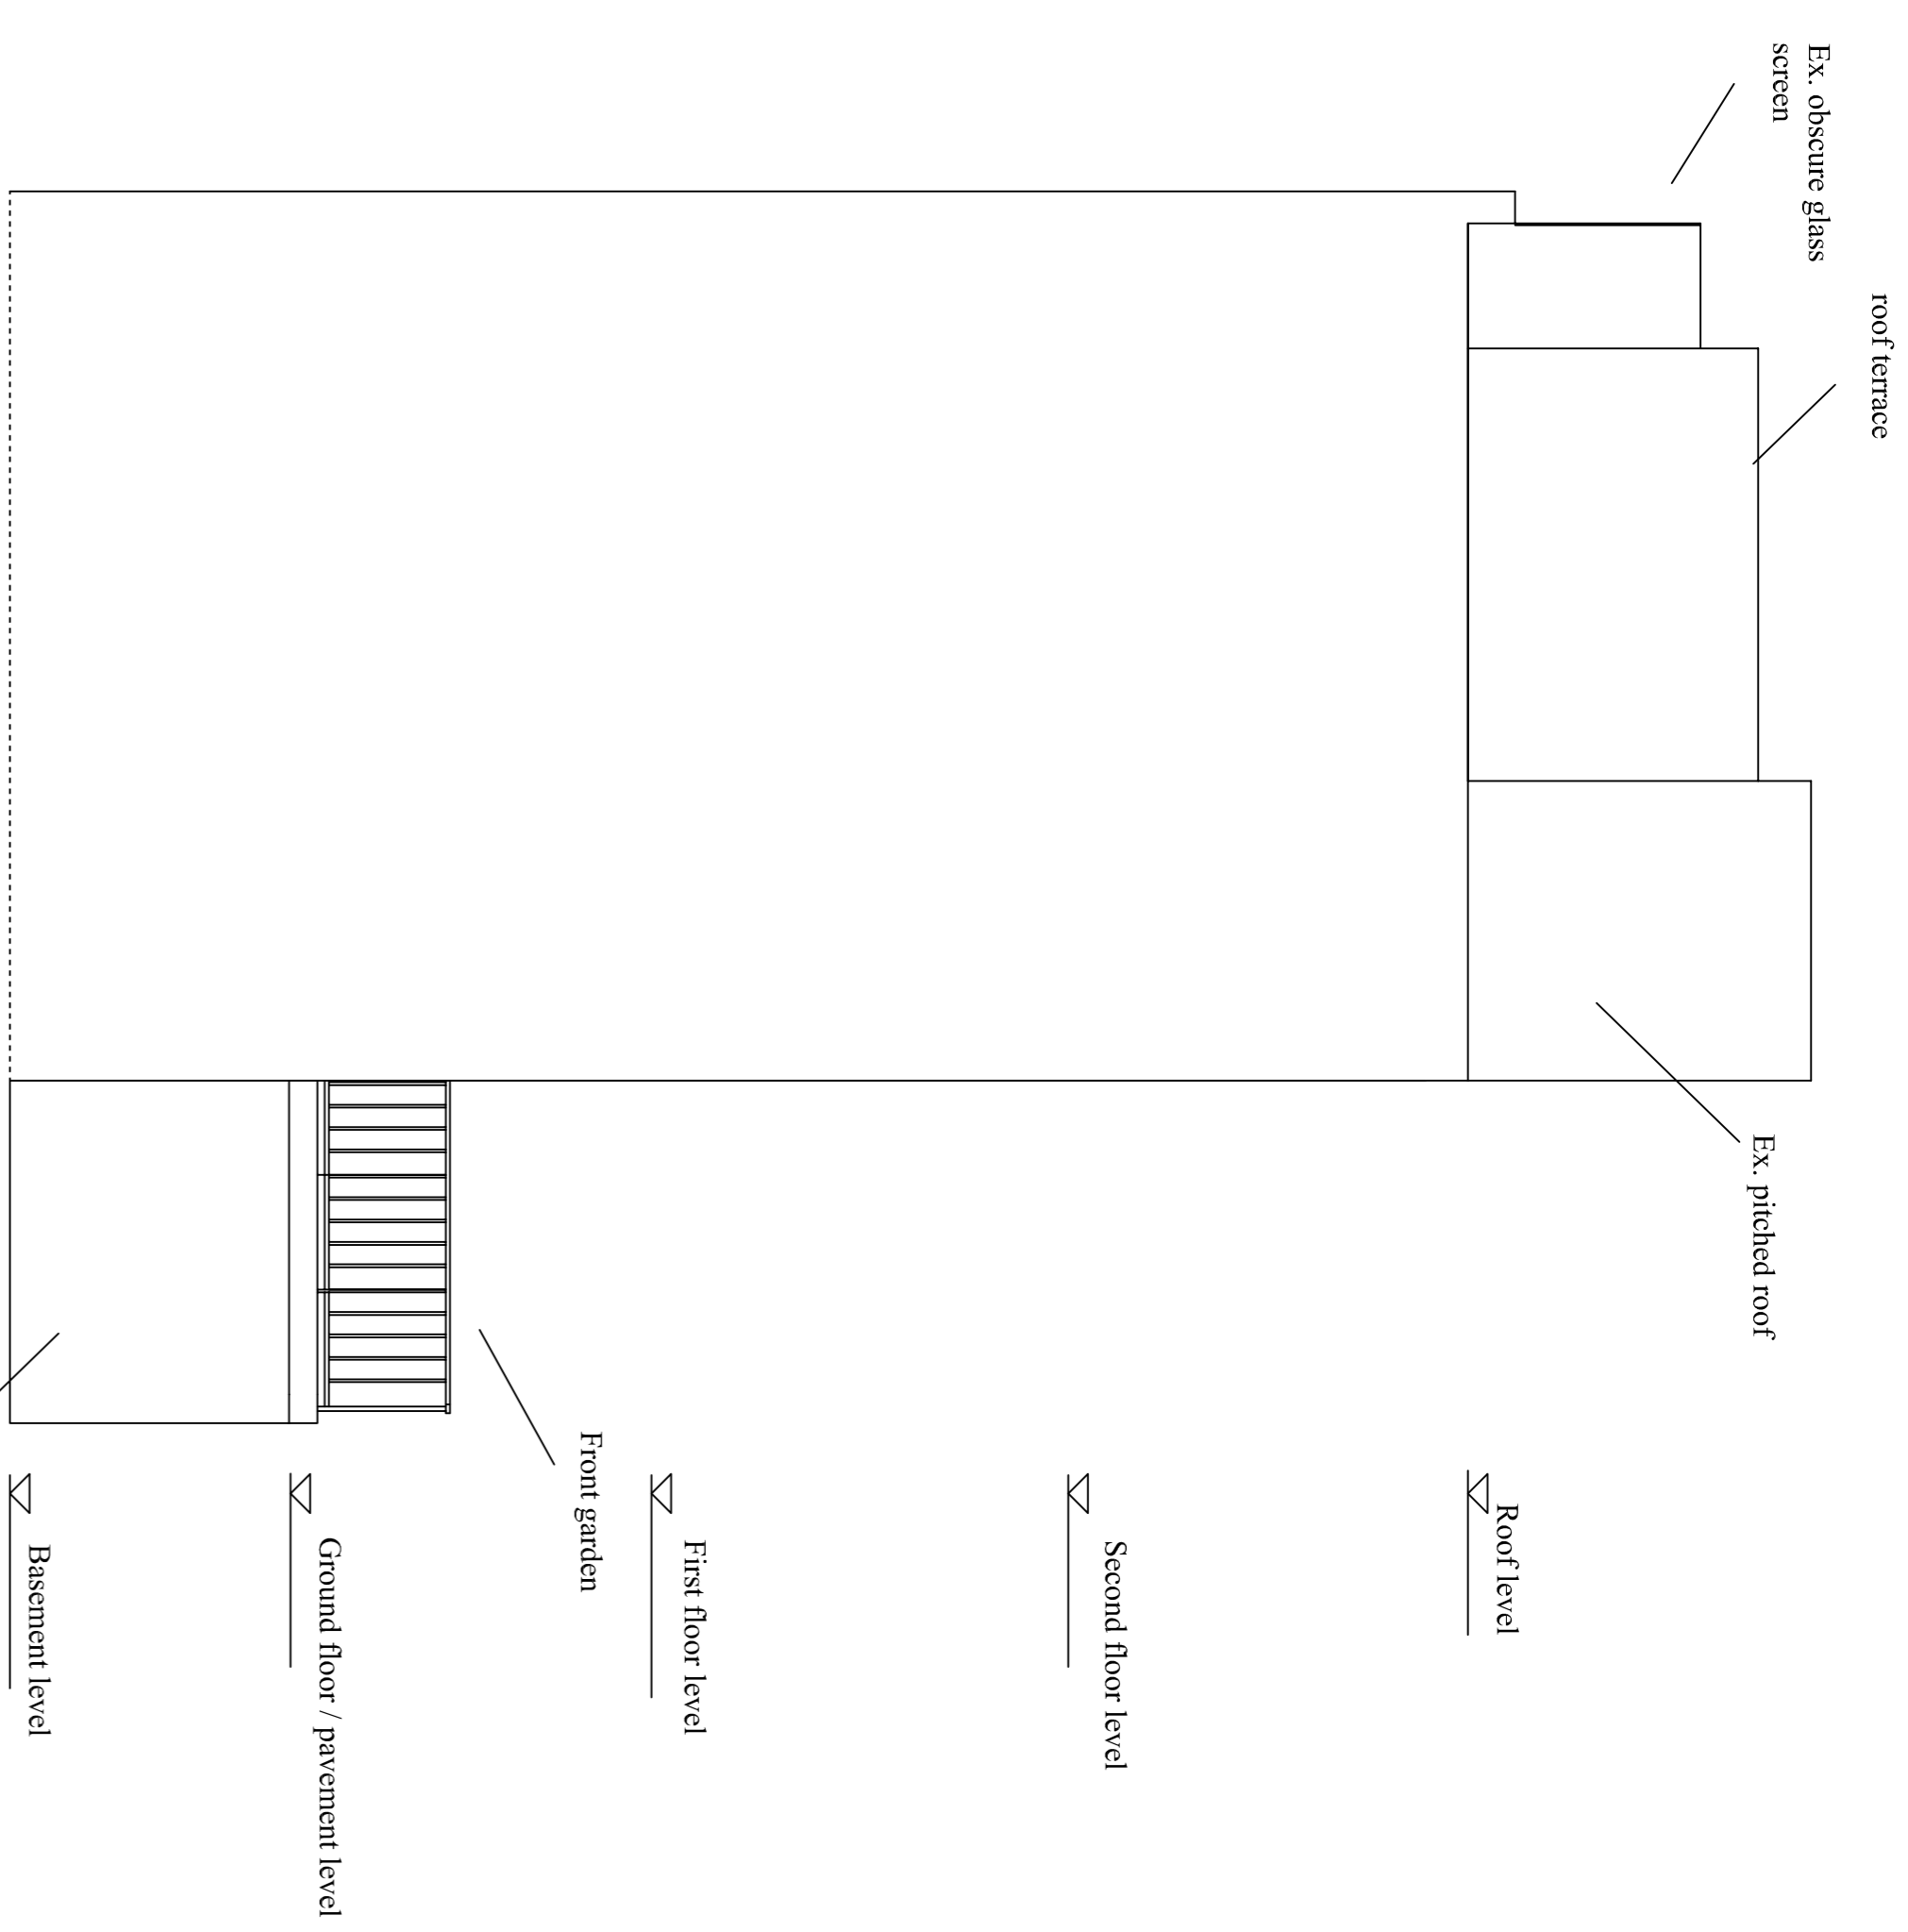 Ex. obscure glass
screen
roof terrace
Ex. pitched roof
Roof level
Second floor level
First floor level
Front garden
Ground floor / pavement level
Basement level